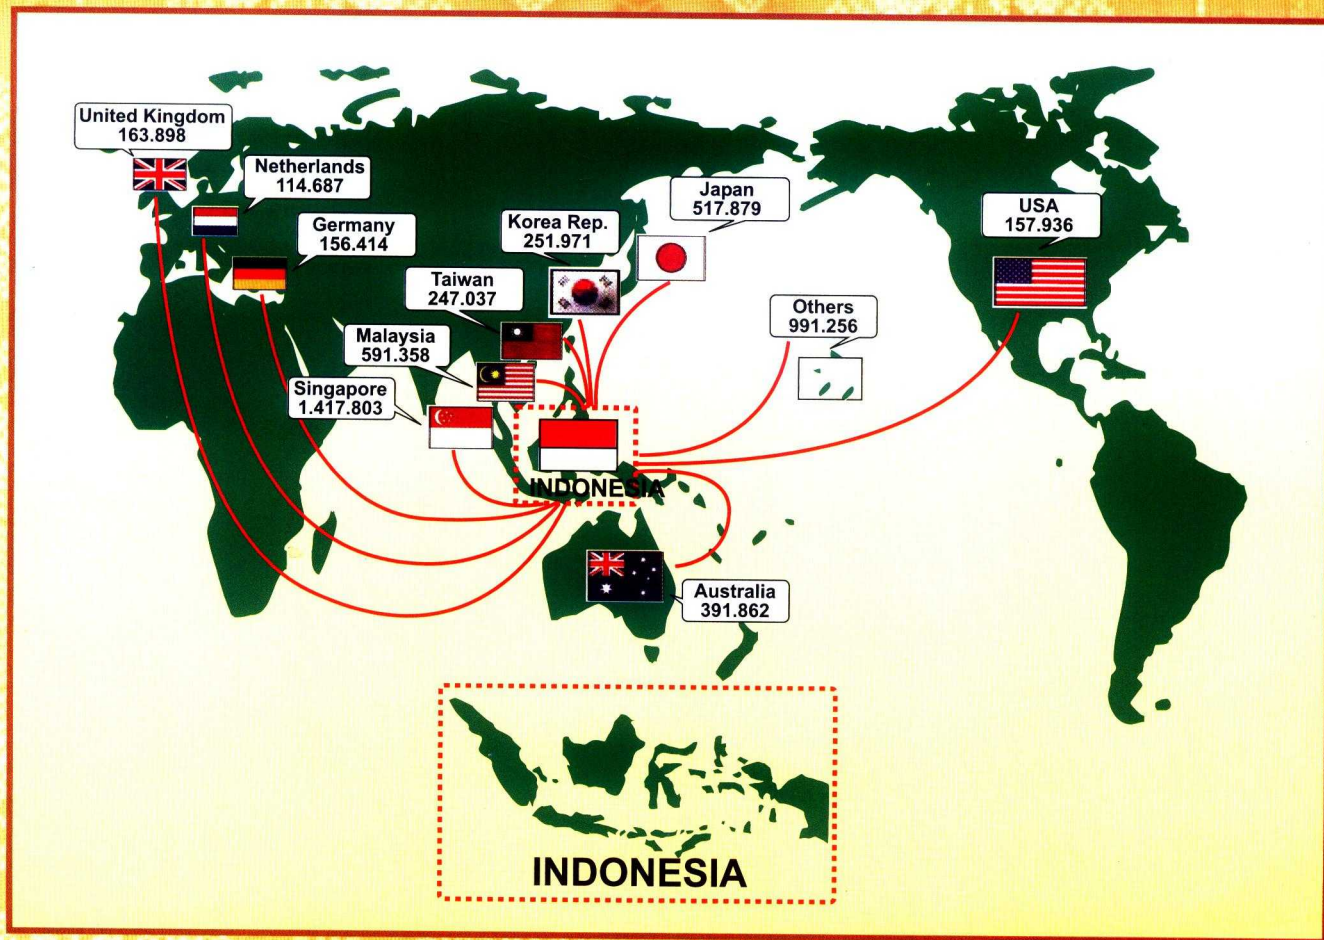 United Kingdom
163.898
Netherlands
114.687
Germany
156.414
Korea Rep.
251.971
Japan
517.879
USA
157.936
Taiwan
247.037
Others
991.256
Malaysia
591.358
Singapore
1.417.803
INDONESIA
Australia
391.862
INDONESIA